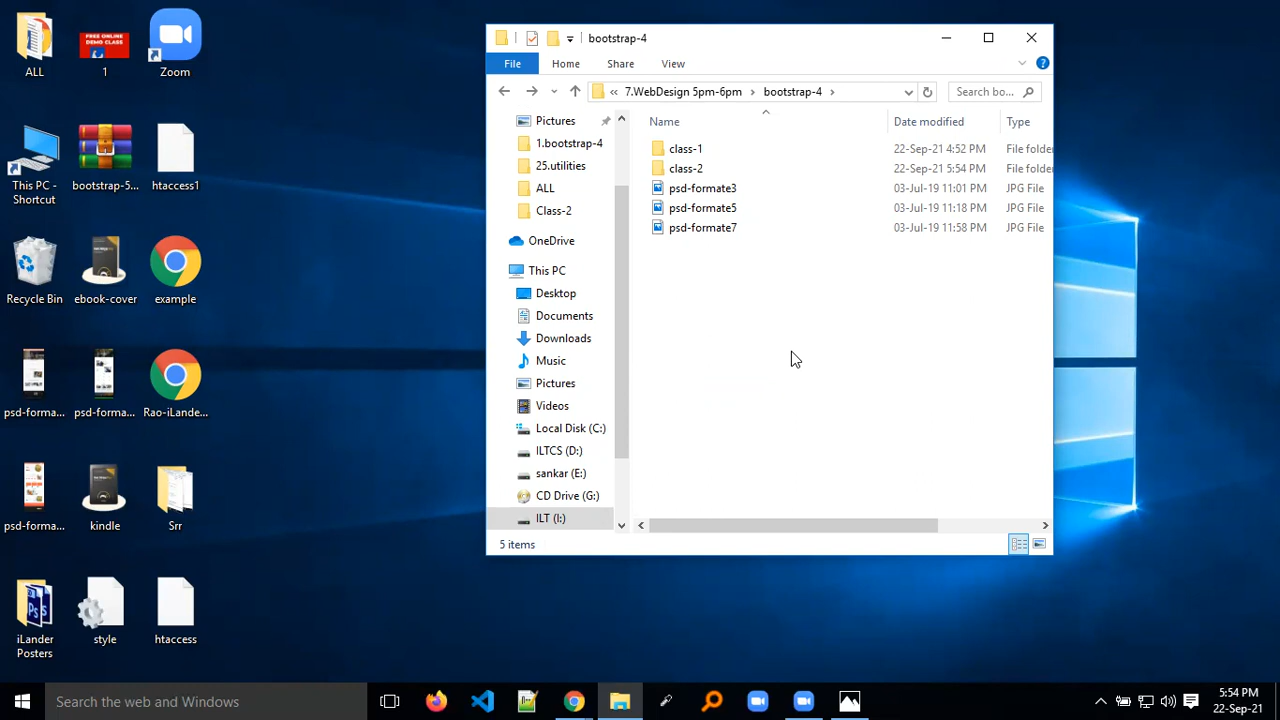 ALL
1
Zoom
This PC -
Shortcut
bootstrap-5...
htaccess1
Recycle Bin
ebook-cover
example
psd-forma...
psd-forma...
Rao-iLande...
psd-forma...
kindle
Srr
iLander
Posters
style
htaccess
FREE ONLINE
DEMO CLASS
bootstrap-4
File
Home
Share
View
« 7.WebDesign 5pm-6pm > bootstrap-4 >
Search bo...
Pictures
1.bootstrap-4
25.utilities
ALL
Class-2
OneDrive
This PC
Desktop
Documents
Downloads
Music
Pictures
Videos
Local Disk (C:)
ILTCS (D:)
sankar (E:)
CD Drive (G:)
ILT (I:)
Name Date modified Type
class-1 22-Sep-21 4:52 PM File folde
class-2 22-Sep-21 5:54 PM File folde
psd-formate3 03-Jul-19 11:01 PM JPG File
psd-formate5 03-Jul-19 11:18 PM JPG File
psd-formate7 03-Jul-19 11:58 PM JPG File
5 items
Search the web and Windows
5:54 PM
22-Sep-21